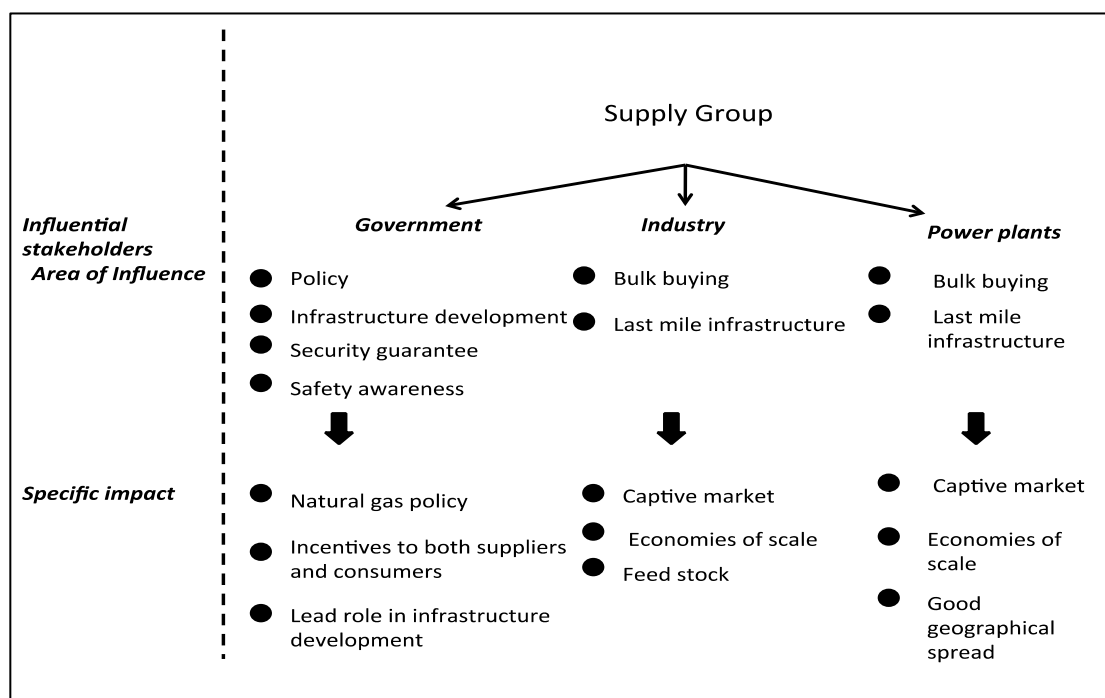 Supply Group
Influential
stakeholders
Area of Influence
Government
Industry
Power plants
Policy
Infrastructure development
Security guarantee
Safety awareness
Bulk buying
Last mile infrastructure
Bulk buying
Last mile
infrastructure
Specific impact
Natural gas policy
Incentives to both suppliers
and consumers
Lead role in infrastructure
development
Captive market
Economies of scale
Feed stock
Captive market
Economies of
scale
Good
geographical
spread